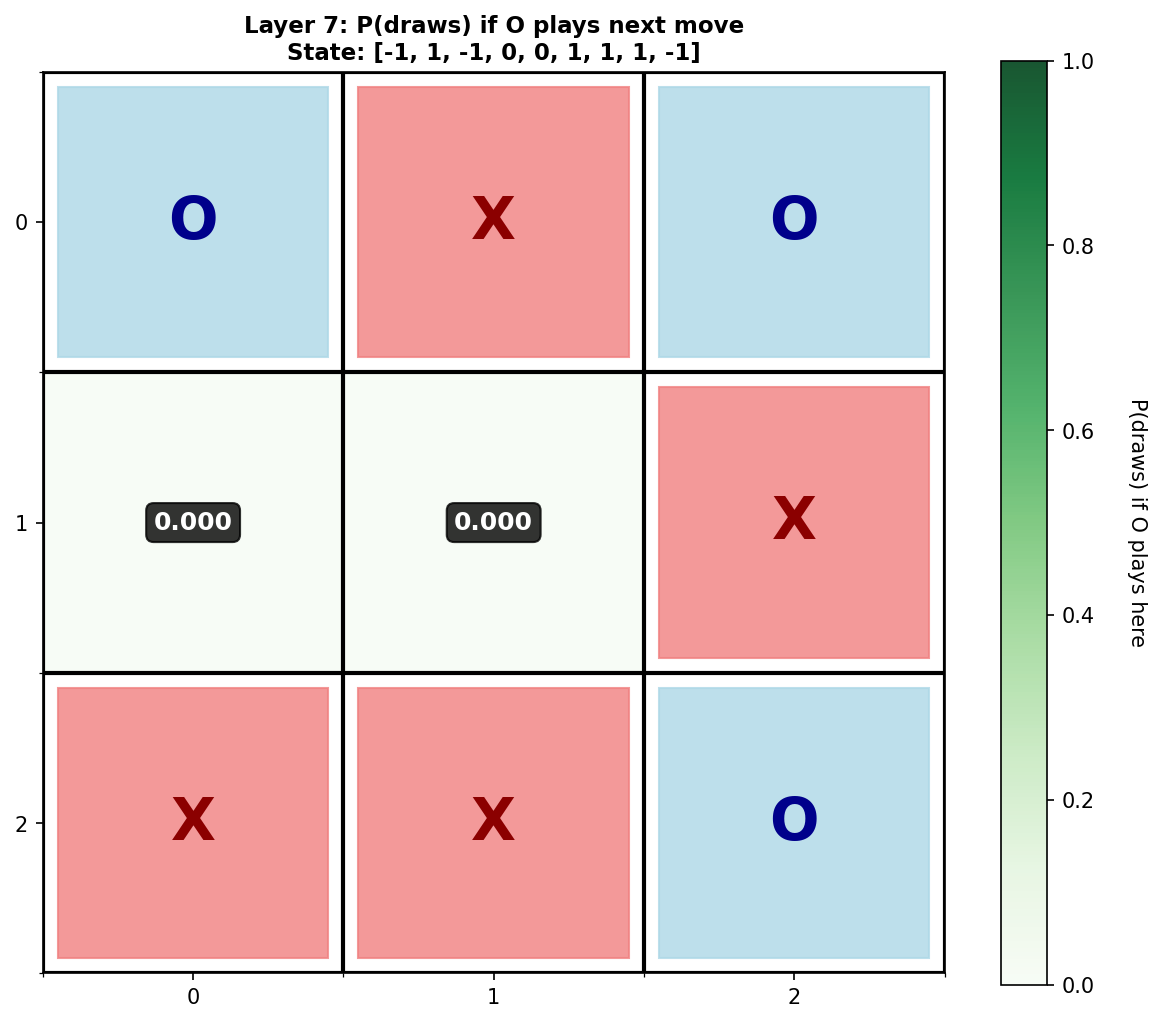 Layer 7: P(draws) if O plays next move
State: [-1, 1, -1, 0, 0, 1, 1, 1, -1]
0
O
X
O
1
0.000
0.000
X
2
X
X
O
0
1
2
1.0
0.8
0.6
0.4
0.2
0.0
P(draws) if O plays here